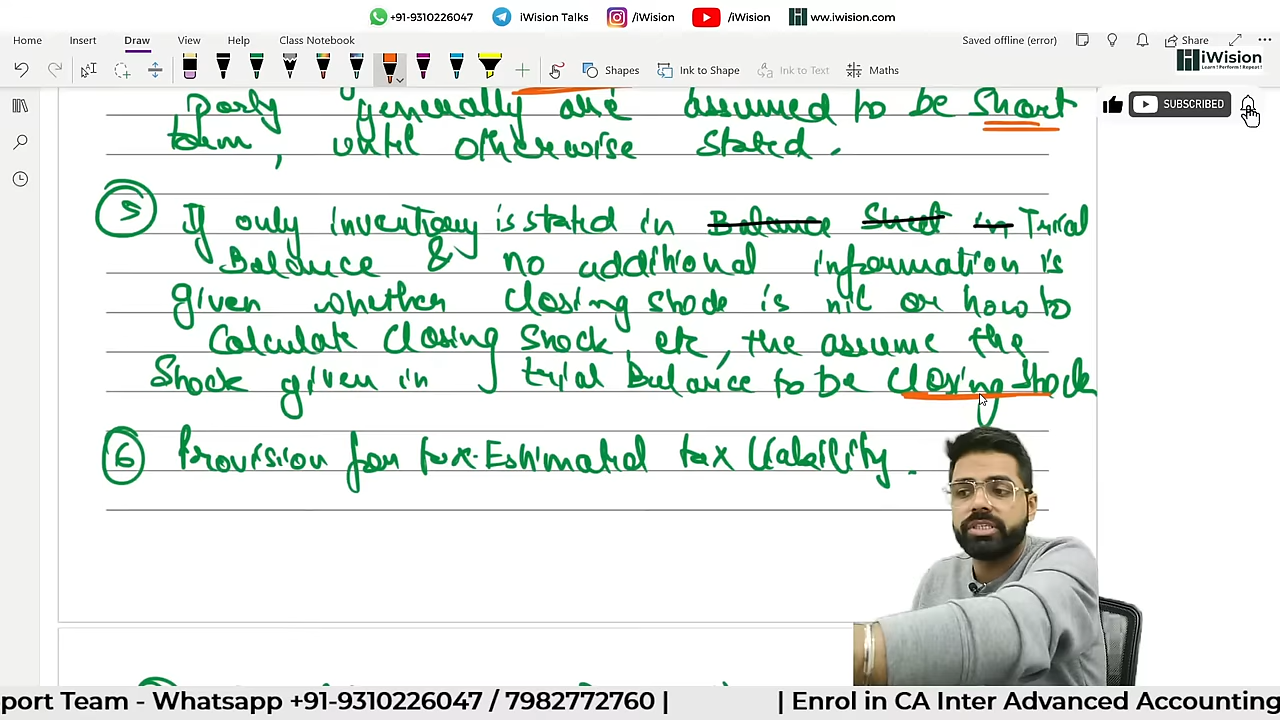 +91-9310226047 iWision Talks /iWision /iWision ww.iwision.com
Home Insert Draw View Help Class Notebook Saved offline (error) Share
Shapes Ink to Shape Ink to Text Maths
iWision
Learn ! Perform ! Repeat !
SUBSCRIBED
party generally are assumed to be Short
term, until otherwise stated.
5 If only inventory is stated in Balance Sheet in Trial
Balance & no additional information is
given whether closing stock is nil or how to
Calculate Closing Stock, etc, the assume the
Stock given in trial Balance to be Closing Stock
6 Provision for tax. Estimated tax liability.
port Team - Whatsapp +91-9310226047 / 7982772760 | | Enrol in CA Inter Advanced Accounting